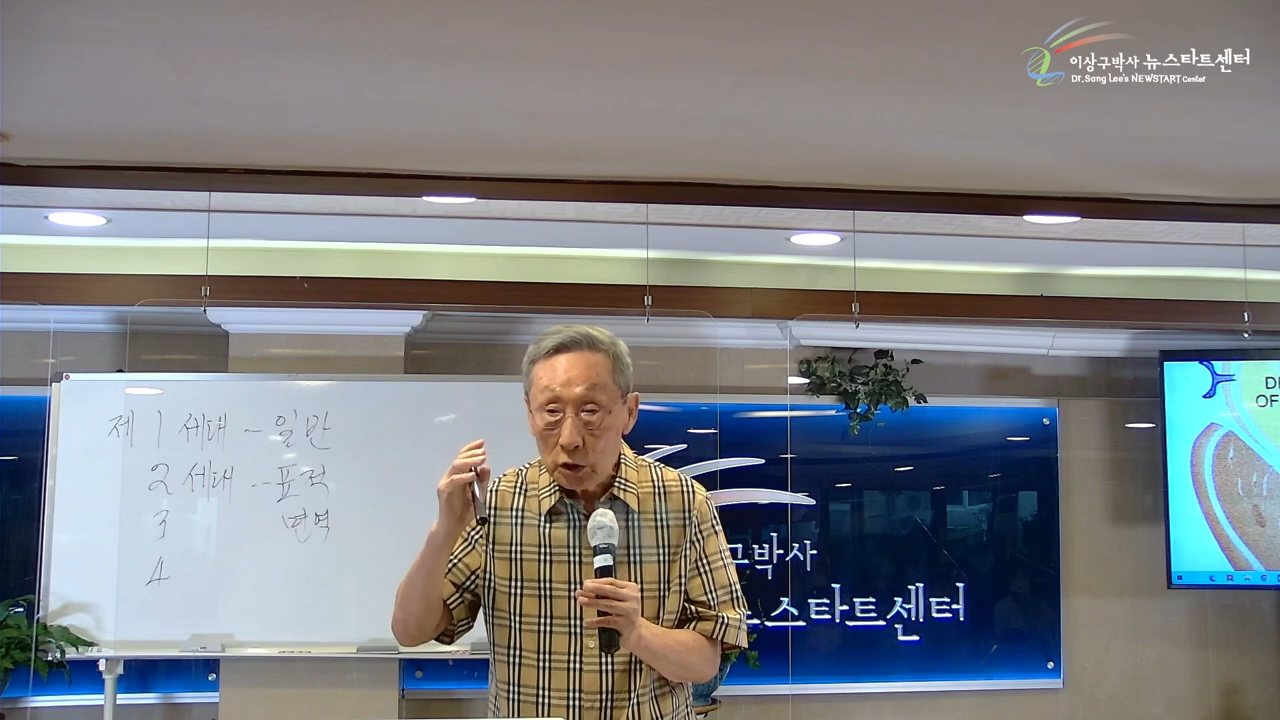 이상구박사 뉴스타트센터
Dr. Sang Lee's NEWSTART Center
제 1 세대 - 일반
2 세대 - 표적
3 면역
4
구박사
뉴스타트센터
OF